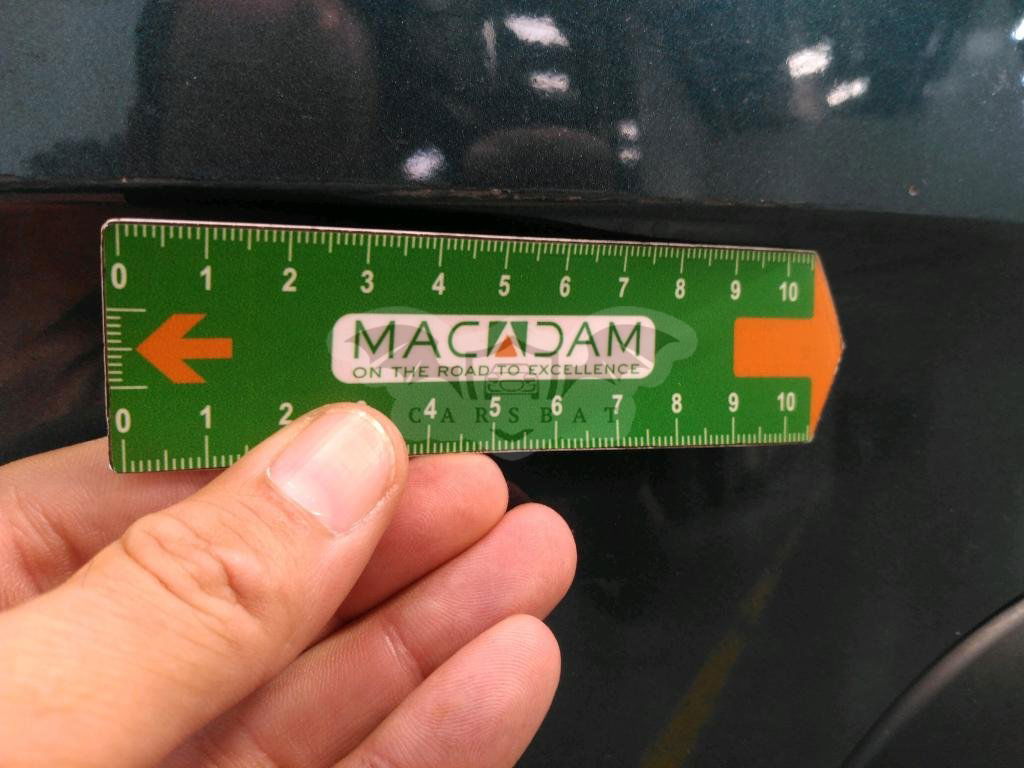 0 1 2 3 4 5 6 7 8 9 10
MACADAM
ON THE ROAD TO EXCELLENCE
CARSBAT
0 1 2 4 5 6 7 8 9 10